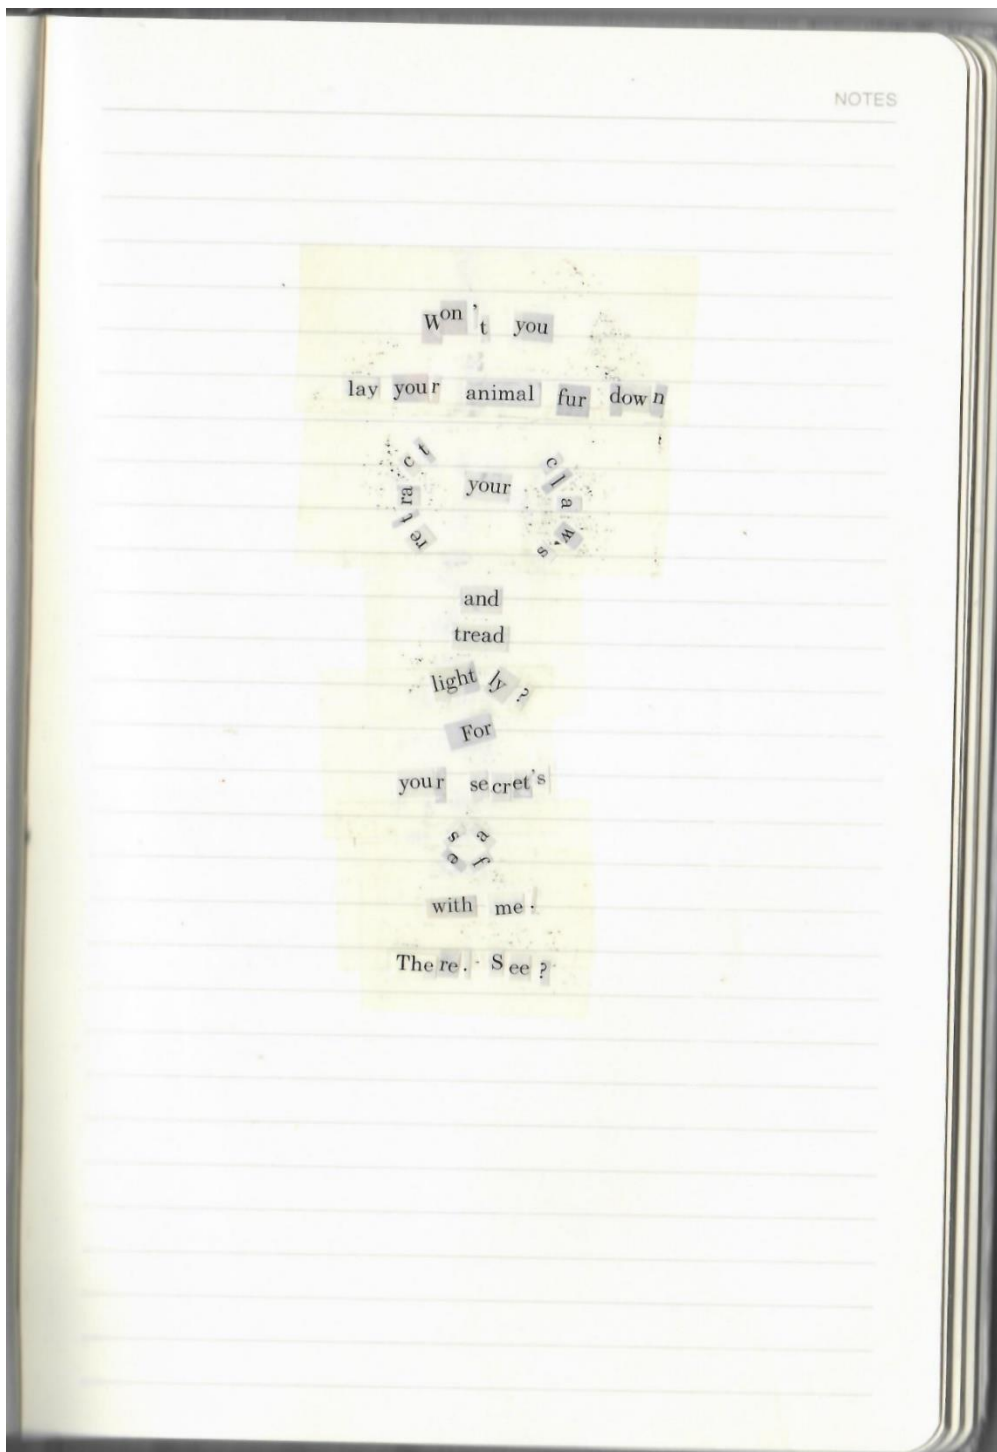 NOTES
Won't you
lay your animal fur down
retract your claws,
and
tread
lightly?
For
your secret's
safe
with me.
There. See?